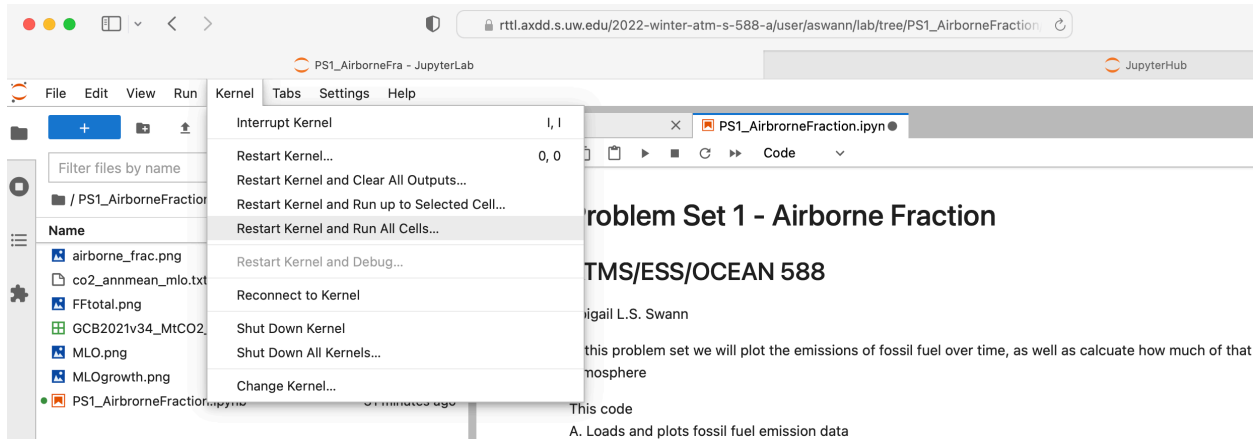 rttl.axdd.s.uw.edu/2022-winter-atm-s-588-a/user/aswann/lab/tree/PS1_AirborneFraction
PS1_AirborneFra - JupyterLab
JupyterHub
File Edit View Run Kernel Tabs Settings Help
PS1_AirbrorneFraction.ipyn
Code
Filter files by name
/ PS1_AirborneFraction
Name
airborne_frac.png
co2_annmean_mlo.txt
FFtotal.png
GCB2021v34_MtCO2_
MLO.png
MLOgrowth.png
PS1_AirbrorneFraction.ipynb 31 minutes ago
Interrupt Kernel I, I
Restart Kernel... 0, 0
Restart Kernel and Clear All Outputs...
Restart Kernel and Run up to Selected Cell...
Restart Kernel and Run All Cells...
Restart Kernel and Debug...
Reconnect to Kernel
Shut Down Kernel
Shut Down All Kernels...
Change Kernel...
roblem Set 1 - Airborne Fraction
TMS/ESS/OCEAN 588
igail L.S. Swann
this problem set we will plot the emissions of fossil fuel over time, as well as calcuate how much of that
mosphere
This code
A. Loads and plots fossil fuel emission data